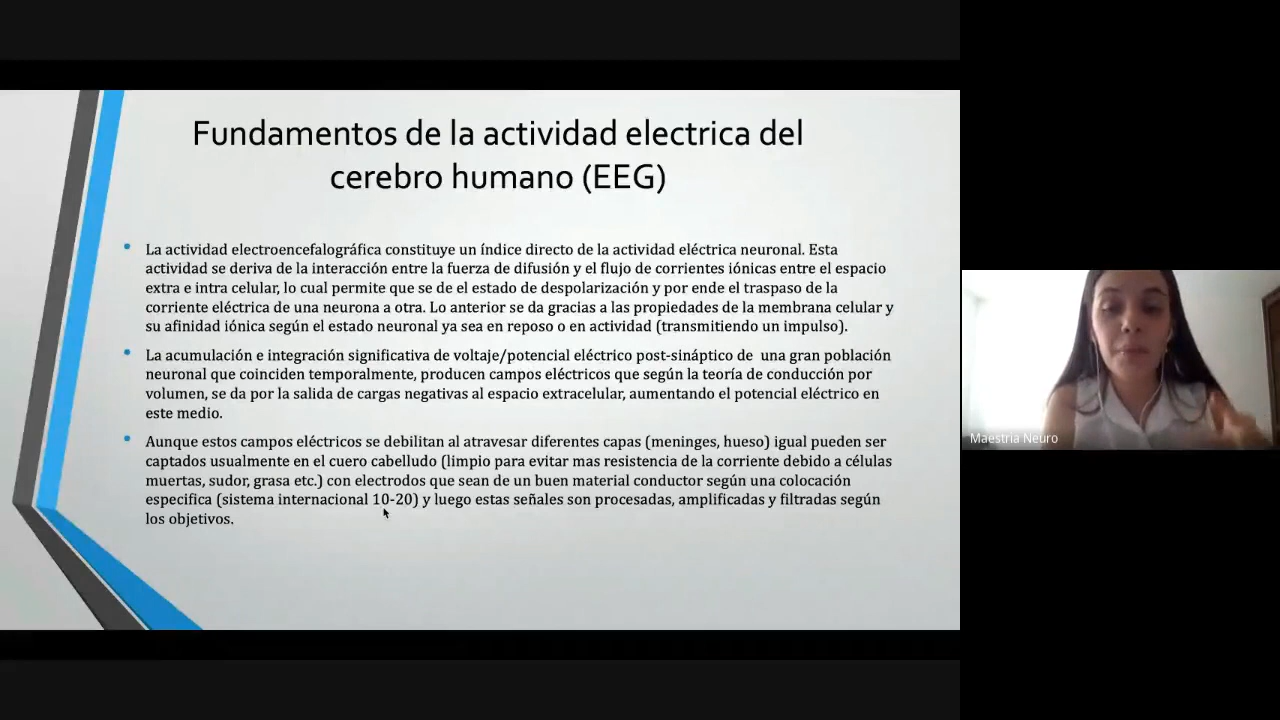 Fundamentos de la actividad electrica del
cerebro humano (EEG)
La actividad electroencefalográfica constituye un índice directo de la actividad eléctrica neuronal. Esta
actividad se deriva de la interacción entre la fuerza de difusión y el flujo de corrientes iónicas entre el espacio
extra e intra celular, lo cual permite que se de el estado de despolarización y por ende el traspaso de la
corriente eléctrica de una neurona a otra. Lo anterior se da gracias a las propiedades de la membrana celular y
su afinidad iónica según el estado neuronal ya sea en reposo o en actividad (transmitiendo un impulso).
La acumulación e integración significativa de voltaje/potencial eléctrico post-sináptico de una gran población
neuronal que coinciden temporalmente, producen campos eléctricos que según la teoría de conducción por
volumen, se da por la salida de cargas negativas al espacio extracelular, aumentando el potencial eléctrico en
este medio.
Aunque estos campos eléctricos se debilitan al atravesar diferentes capas (meninges, hueso) igual pueden ser
captados usualmente en el cuero cabelludo (limpio para evitar mas resistencia de la corriente debido a células
muertas, sudor, grasa etc.) con electrodos que sean de un buen material conductor según una colocación
especifica (sistema internacional 10-20) y luego estas señales son procesadas, amplificadas y filtradas según
los objetivos.
Maestria Neuro